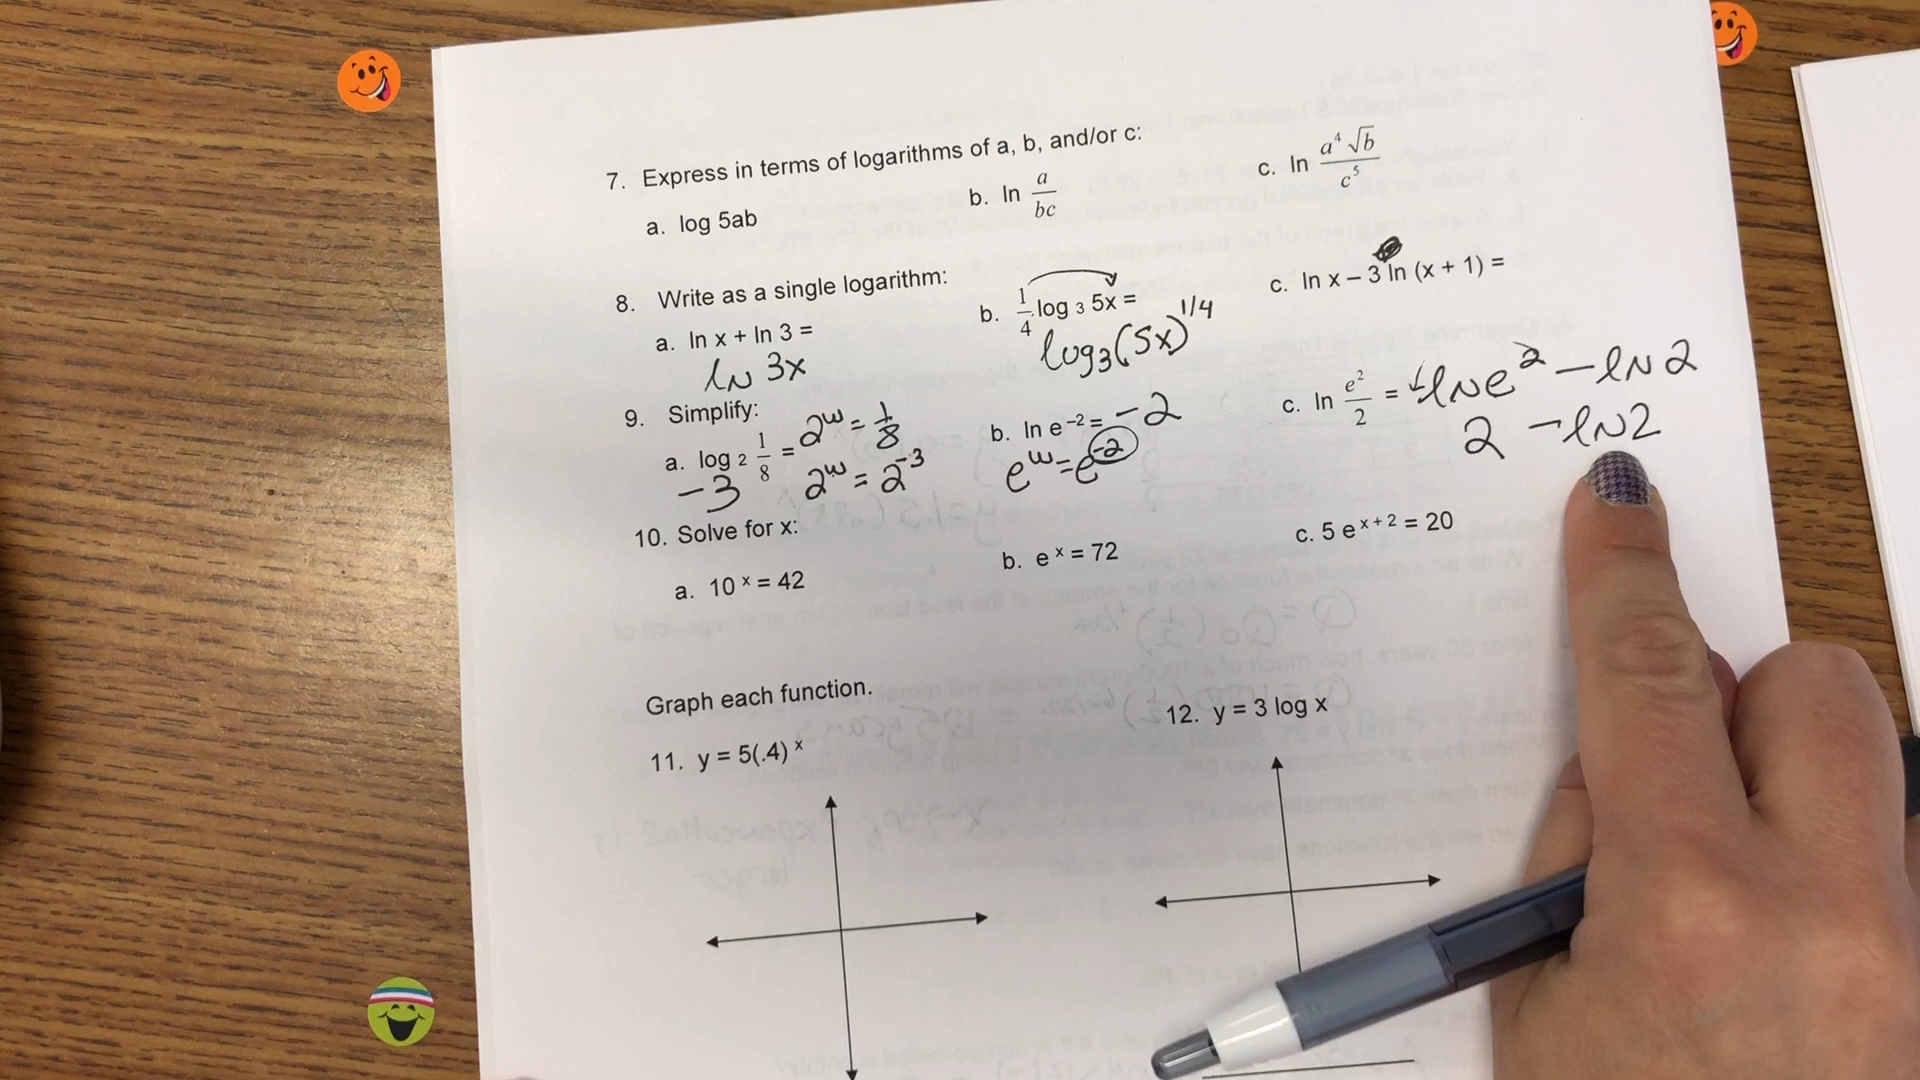 7. Express in terms of logarithms of a, b, and/or c:
a. log 5ab
b. ln a/bc
c. ln a⁴√b/c⁵
8. Write as a single logarithm:
a. ln x + ln 3 =
ln 3x
b. 1/4 log ₃ 5x =
log₃(5x)^1/4
c. ln x – 3 ln (x + 1) =
9. Simplify:
a. log ₂ 1/8 = 2^w = 1/8
-3 2^w = 2^-3
b. ln e ⁻² = -2
e^w = e^-2
c. ln e²/2 = ln e² - ln 2
2 - ln 2
10. Solve for x:
a. 10 ˣ = 42
b. e ˣ = 72
c. 5 e ˣ ⁺ ² = 20
Graph each function.
11. y = 5(.4) ˣ
12. y = 3 log x